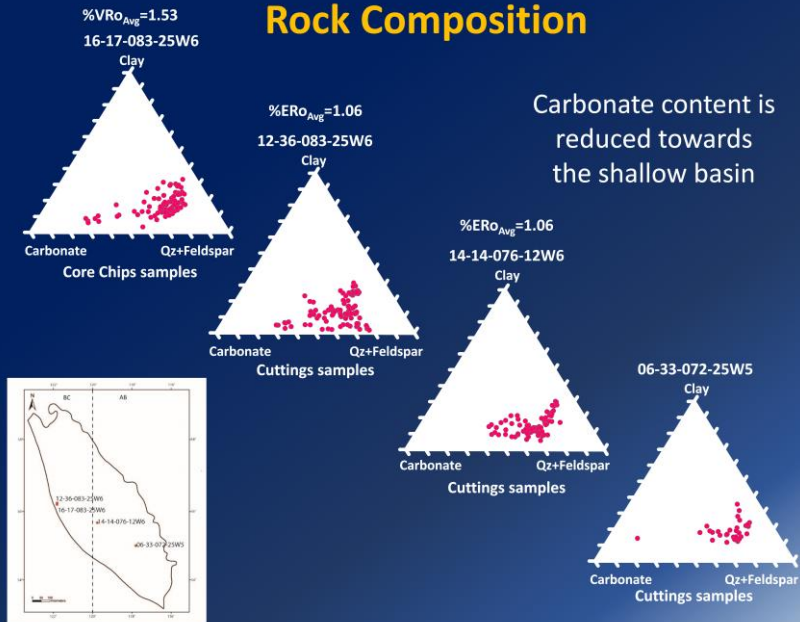 Rock Composition
%VRoAvg=1.53
16-17-083-25W6
Clay
Carbonate
Qz+Feldspar
Core Chips samples
%ERoAvg=1.06
12-36-083-25W6
Clay
Carbonate
Qz+Feldspar
Cuttings samples
Carbonate content is
reduced towards
the shallow basin
%ERoAvg=1.06
14-14-076-12W6
Clay
Carbonate
Qz+Feldspar
Cuttings samples
06-33-072-25W5
Clay
Carbonate
Qz+Feldspar
Cuttings samples
N
BC
AB
12-36-083-25W6
16-17-083-25W6
14-14-076-12W6
06-33-072-25W5